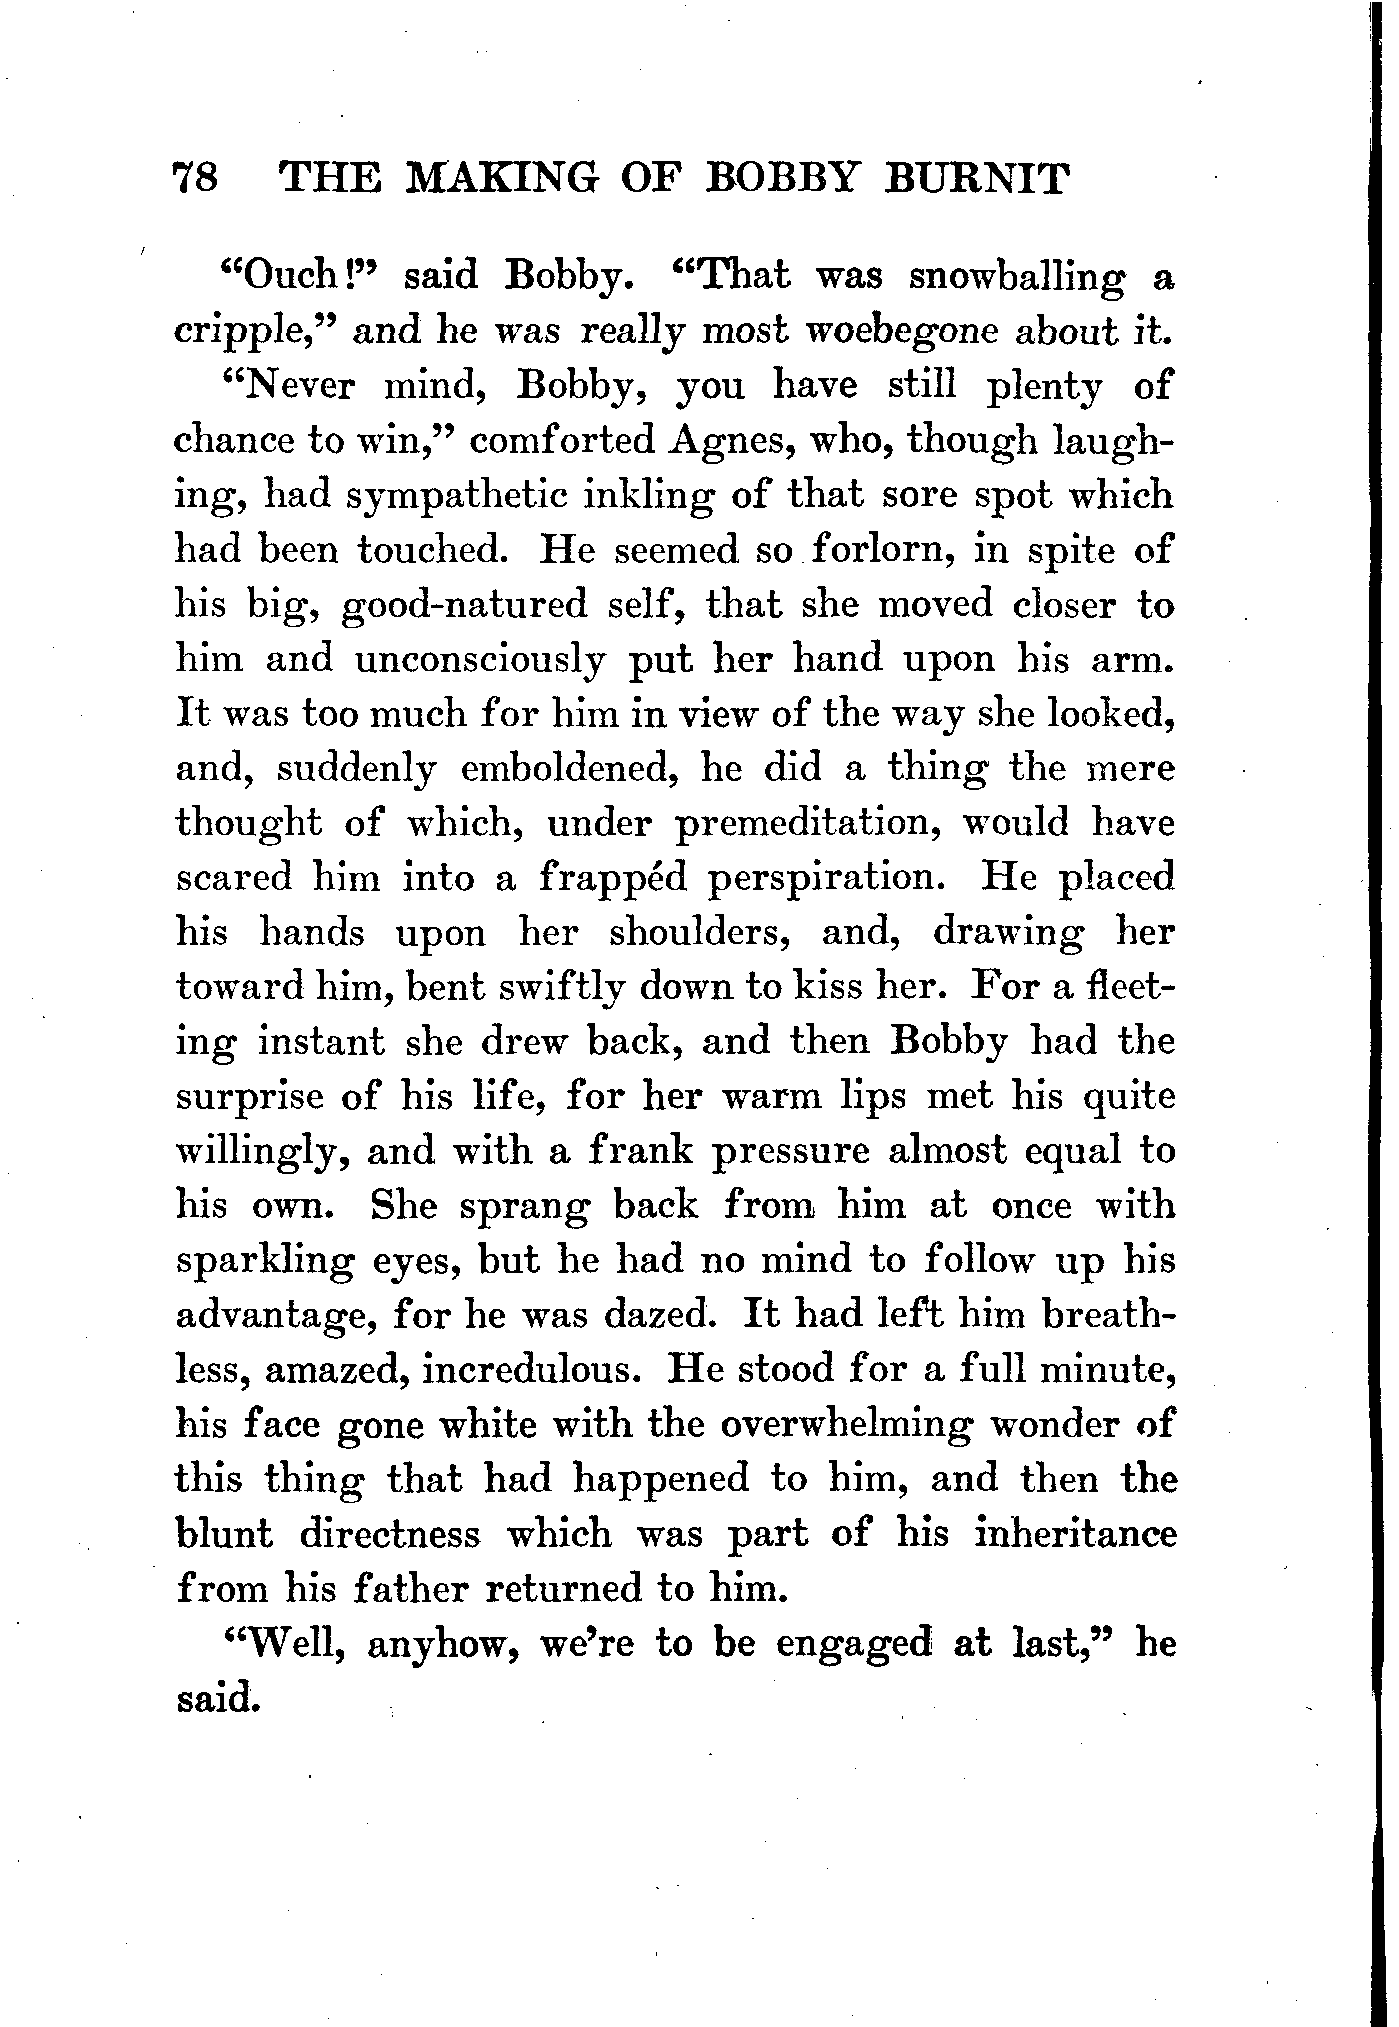 78 THE MAKING OF BOBBY BURNIT
“Ouch!” said Bobby. “That was snowballing a
cripple,” and he was really most woebegone about it.
“Never mind, Bobby, you have still plenty of
chance to win,” comforted Agnes, who, though laugh-
ing, had sympathetic inkling of that sore spot which
had been touched. He seemed so forlorn, in spite of
his big, good-natured self, that she moved closer to
him and unconsciously put her hand upon his arm.
It was too much for him in view of the way she looked,
and, suddenly emboldened, he did a thing the mere
thought of which, under premeditation, would have
scared him into a frappéd perspiration. He placed
his hands upon her shoulders, and, drawing her
toward him, bent swiftly down to kiss her. For a fleet-
ing instant she drew back, and then Bobby had the
surprise of his life, for her warm lips met his quite
willingly, and with a frank pressure almost equal to
his own. She sprang back from him at once with
sparkling eyes, but he had no mind to follow up his
advantage, for he was dazed. It had left him breath-
less, amazed, incredulous. He stood for a full minute,
his face gone white with the overwhelming wonder of
this thing that had happened to him, and then the
blunt directness which was part of his inheritance
from his father returned to him.
“Well, anyhow, we’re to be engaged at last,” he
said.